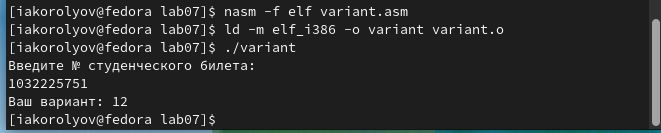 [iakorolyov@fedora lab07]$ nasm -f elf variant.asm
[iakorolyov@fedora lab07]$ ld -m elf_i386 -o variant variant.o
[iakorolyov@fedora lab07]$ ./variant
Введите № студенческого билета:
1032225751
Ваш вариант: 12
[iakorolyov@fedora lab07]$